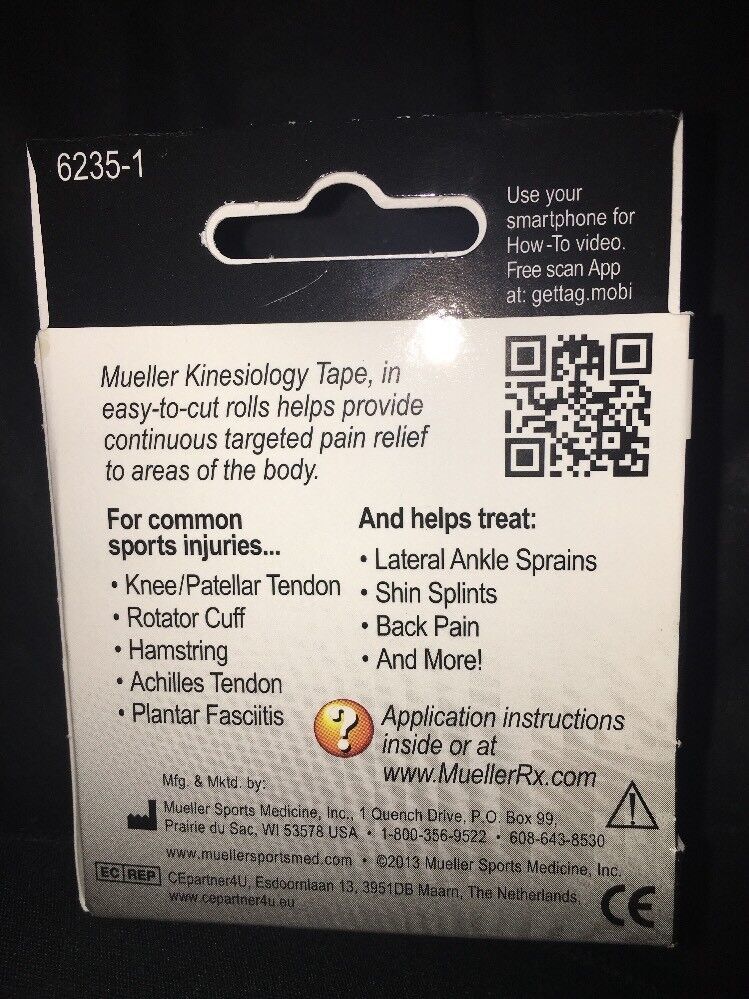 6235-1
Use your
smartphone for
How-To video.
Free scan App
at: gettag.mobi
Mueller Kinesiology Tape, in
easy-to-cut rolls helps provide
continuous targeted pain relief
to areas of the body.
For common
sports injuries...
• Knee/Patellar Tendon
• Rotator Cuff
• Hamstring
• Achilles Tendon
• Plantar Fasciitis
And helps treat:
• Lateral Ankle Sprains
• Shin Splints
• Back Pain
• And More!
?
Application instructions
inside or at
www.MuellerRx.com
Mfg. & Mktd. by:
Mueller Sports Medicine, Inc., 1 Quench Drive, P.O. Box 99,
Prairie du Sac, WI 53578 USA • 1-800-356-9522 • 608-643-8530
www.muellersportsmed.com • ©2013 Mueller Sports Medicine, Inc.
EC REP
CEpartner4U, Esdoornlaan 13, 3951DB Maarn, The Netherlands.
www.cepartner4u.eu
!
CE